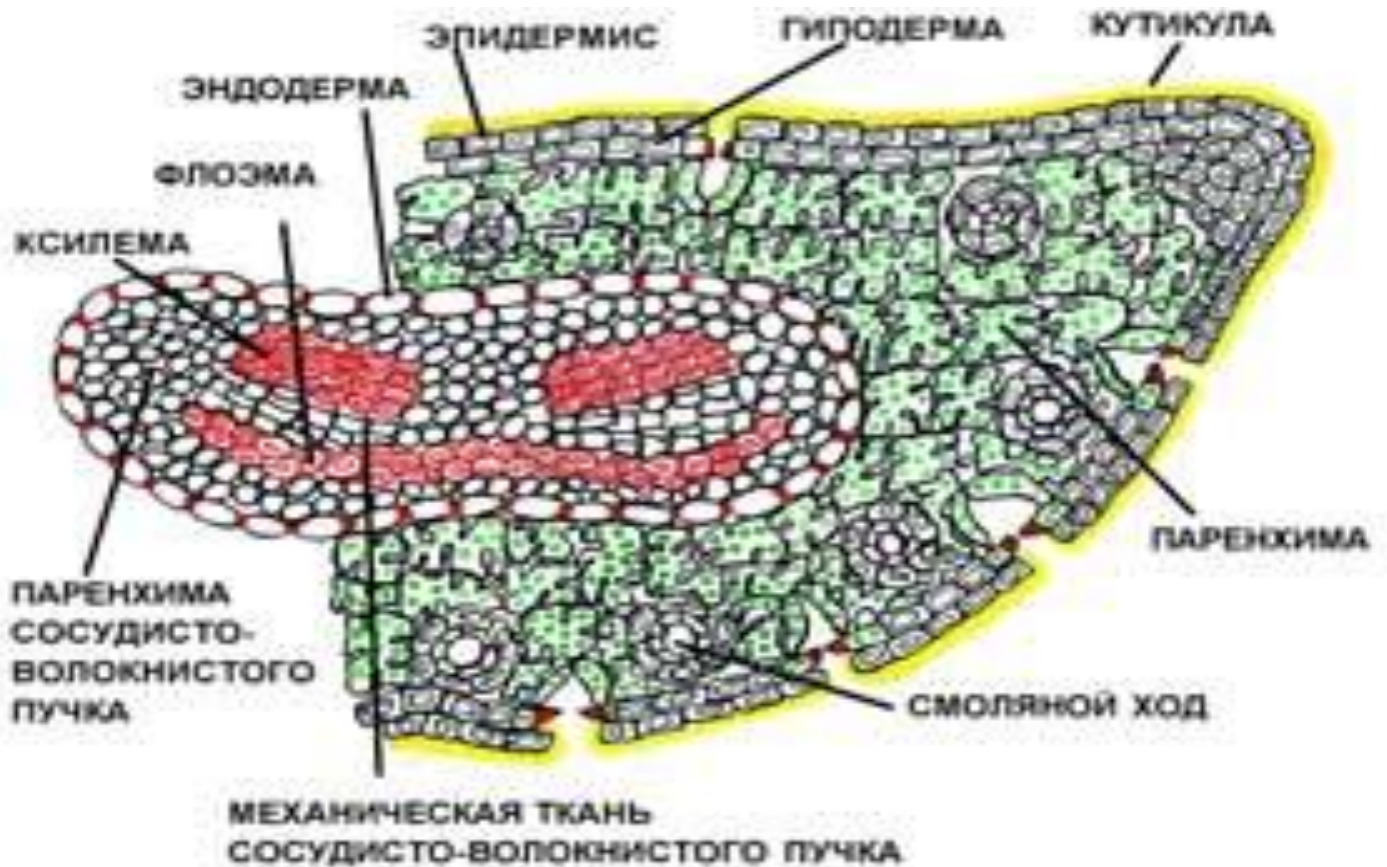 ЭПИДЕРМИС
ГИПОДЕРМА
КУТИКУЛА
ЭНДОДЕРМА
ФЛОЭМА
КСИЛЕМА
ПАРЕНХИМА
ПАРЕНХИМА
СОСУДИСТО-
ВОЛОКНИСТОГО
ПУЧКА
СМОЛЯНОЙ ХОД
МЕХАНИЧЕСКАЯ ТКАНЬ
СОСУДИСТО-ВОЛОКНИСТОГО ПУЧКА